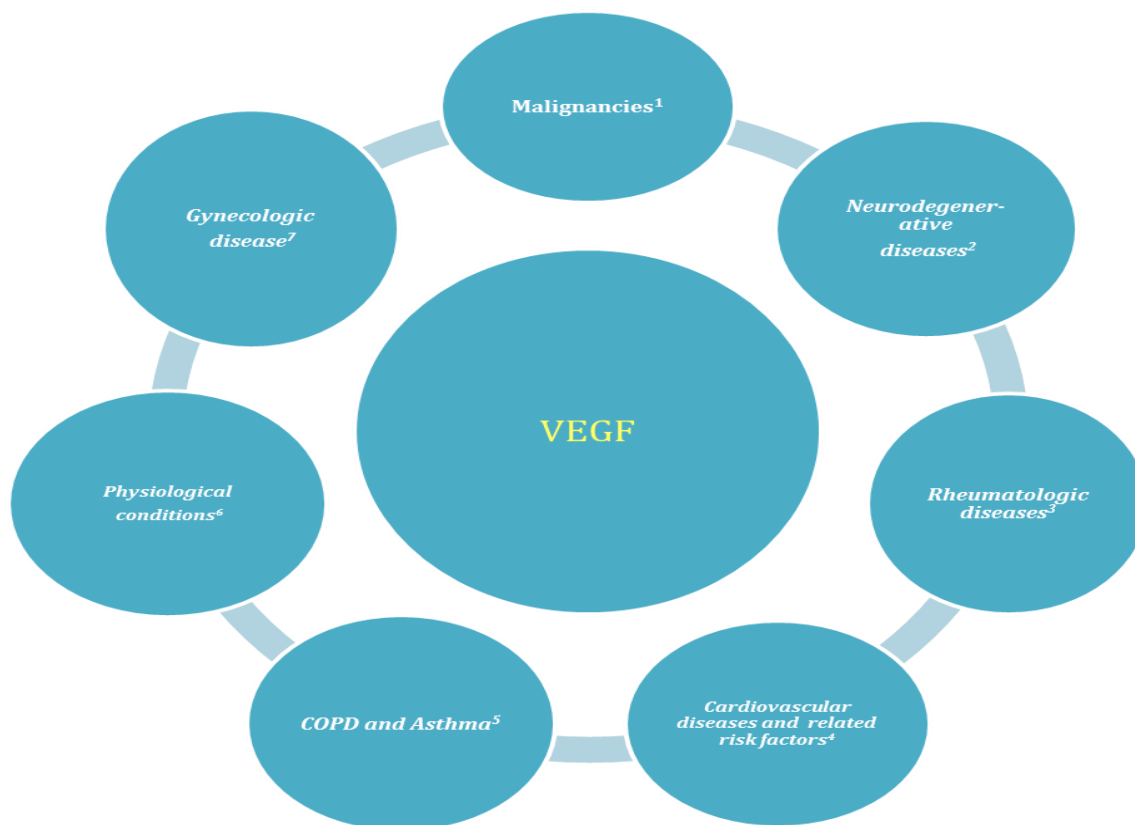 Malignancies¹
Neurodegener-
ative
diseases²
Rheumatologic
diseases³
Cardiovascular
diseases and related
risk factors⁴
COPD and Asthma⁵
Physiological
conditions⁶
Gynecologic
disease⁷
VEGF